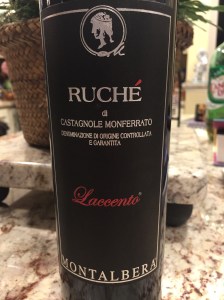 RUCHÉ
di
CASTAGNOLE MONFERRATO
DENOMINAZIONE DI ORIGINE CONTROLLATA
E GARANTITA
Laccento
MONTALBERA